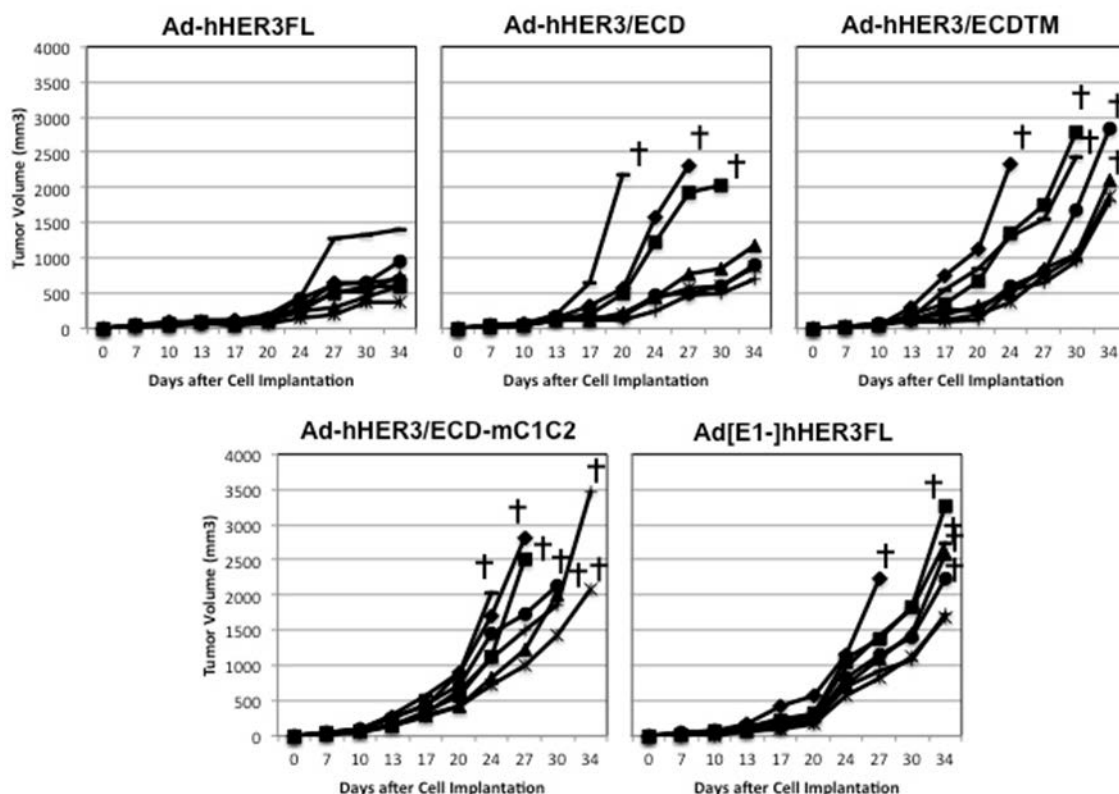 Ad-hHER3FL
Ad-hHER3/ECD
Ad-hHER3/ECDTM
Tumor Volume (mm3)
4000
3500
3000
2500
2000
1500
1000
500
0
0 7 10 13 17 20 24 27 30 34
0 7 10 13 17 20 24 27 30 34
0 7 10 13 17 20 24 27 30 34
Days after Cell Implantation
Days after Cell Implantation
Days after Cell Implantation
† † †
† † † † †
Ad-hHER3/ECD-mC1C2
Ad[E1-]hHER3FL
Tumor Volume (mm3)
4000
3500
3000
2500
2000
1500
1000
500
0
0 7 10 13 17 20 24 27 30 34
0 7 10 13 17 20 24 27 30 34
Days after Cell Implantation
Days after Cell Implantation
† † † † † † †
† † † † †